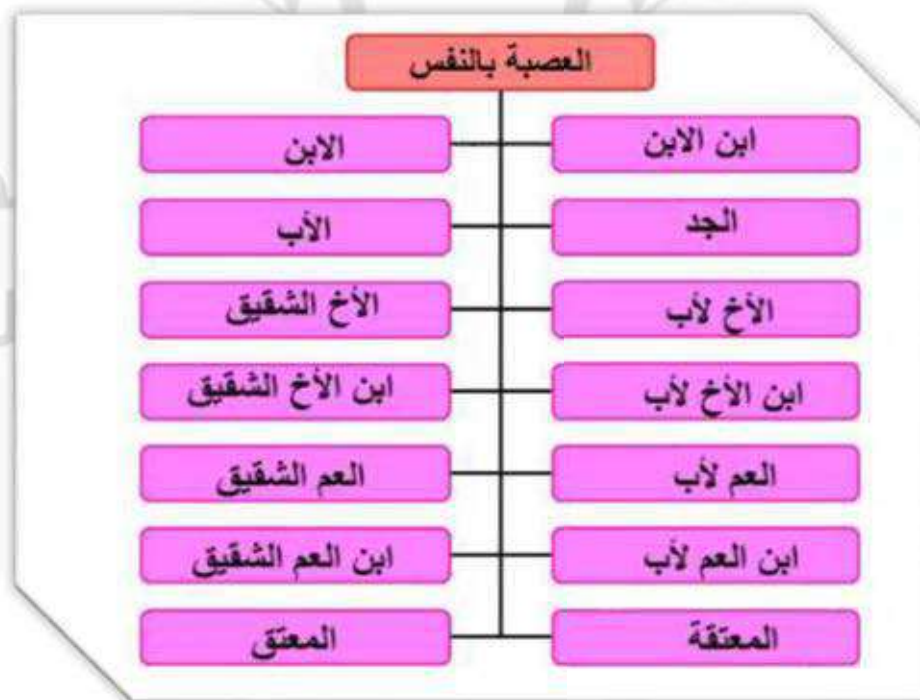 العصبة بالنفس
ابن الابن
الابن
الجد
الأب
الأخ لأب
الأخ الشقيق
ابن الأخ لأب
ابن الأخ الشقيق
العم لأب
العم الشقيق
ابن العم لأب
ابن العم الشقيق
المعتقة
المعتق